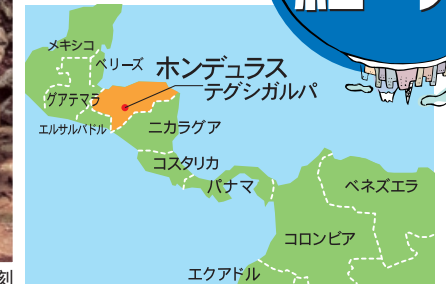 メキシコ
ベリーズ
ホンデュラス
テグシガルパ
グアテマラ
エルサルバドル
ニカラグア
コスタリカ
パナマ
ベネズエラ
コロンビア
エクアドル
刻